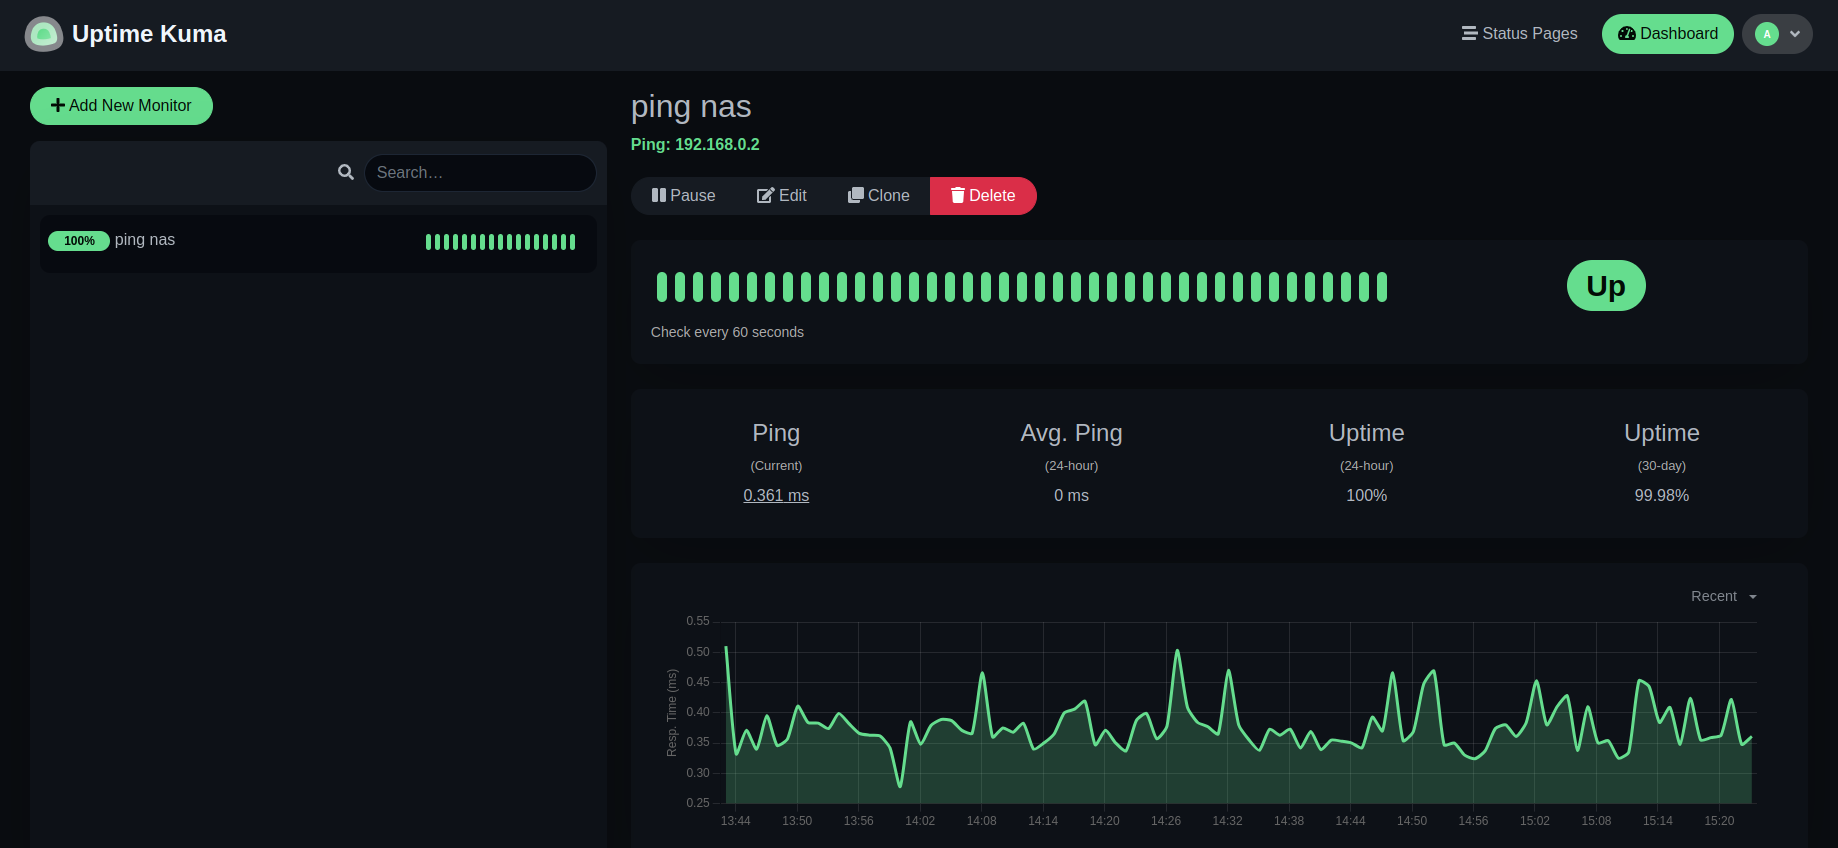 Uptime Kuma
Status Pages
Dashboard
A
Add New Monitor
Search…
100% ping nas
ping nas
Ping: 192.168.0.2
Pause Edit Clone Delete
Up
Check every 60 seconds
Ping Avg. Ping Uptime Uptime
(Current) (24-hour) (24-hour) (30-day)
0.361 ms 0 ms 100% 99.98%
Recent
Resp. Time (ms)
0.55
0.50
0.45
0.40
0.35
0.30
0.25
13:44 13:50 13:56 14:02 14:08 14:14 14:20 14:26 14:32 14:38 14:44 14:50 14:56 15:02 15:08 15:14 15:20